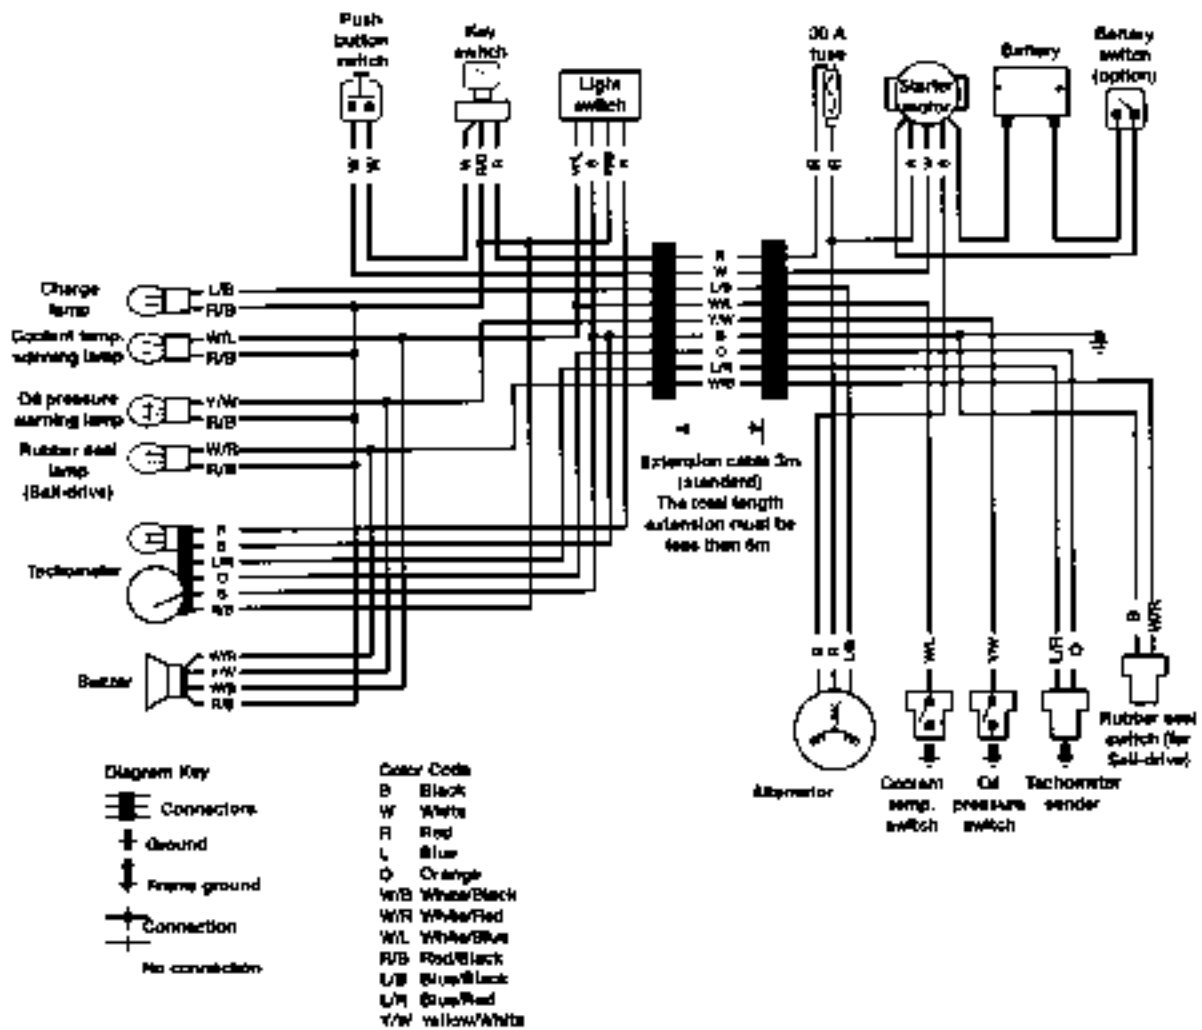 Push
button
switch
Key
switch
Light
switch
30 A
fuse
Starter
motor
Battery
Battery
switch
(option)
W
W
R/B
R
R
W
L/B
W/L
Y/W
B
O
L/R
W/R
Charge
lamp
L/B
R/B
Coolant temp.
warning lamp
W/L
R/B
Oil pressure
warning lamp
Y/W
R/B
Rubber seal
lamp
(Sail-drive)
W/R
R/B
Extension cable 3m
(standard)
The total length
extension must be
less then 6m
Tachometer
R
B
L/R
O
B
R/B
Buzzer
W/R
Y/W
R/B
B
R
L/B
W/L
Y/W
L/R
O
B
W/R
Alternator
Coolant
temp.
switch
Oil
pressure
switch
Tachometer
sender
Rubber seal
switch (for
Sail-drive)
Diagram Key
Connectors
Ground
Frame ground
Connection
No connection
Color Code
B Black
W White
R Red
L Blue
O Orange
W/B White/Black
W/R White/Red
W/L White/Blue
R/B Red/Black
L/B Blue/Black
L/R Blue/Red
Y/W Yellow/White